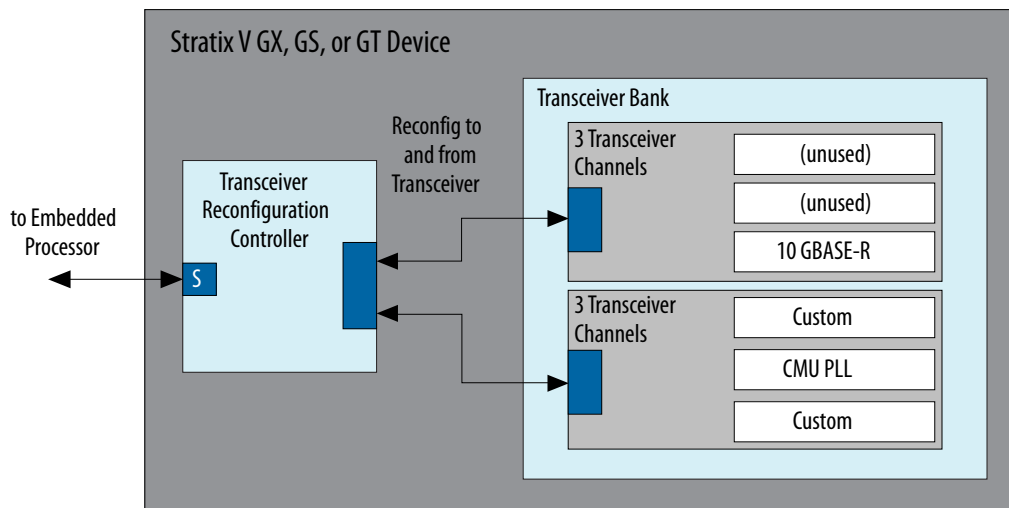 Stratix V GX, GS, or GT Device
Transceiver Bank
Reconfig to
and from
Transceiver
3 Transceiver
Channels
(unused)
(unused)
10 GBASE-R
Transceiver
Reconfiguration
Controller
to Embedded
Processor
S
3 Transceiver
Channels
Custom
CMU PLL
Custom